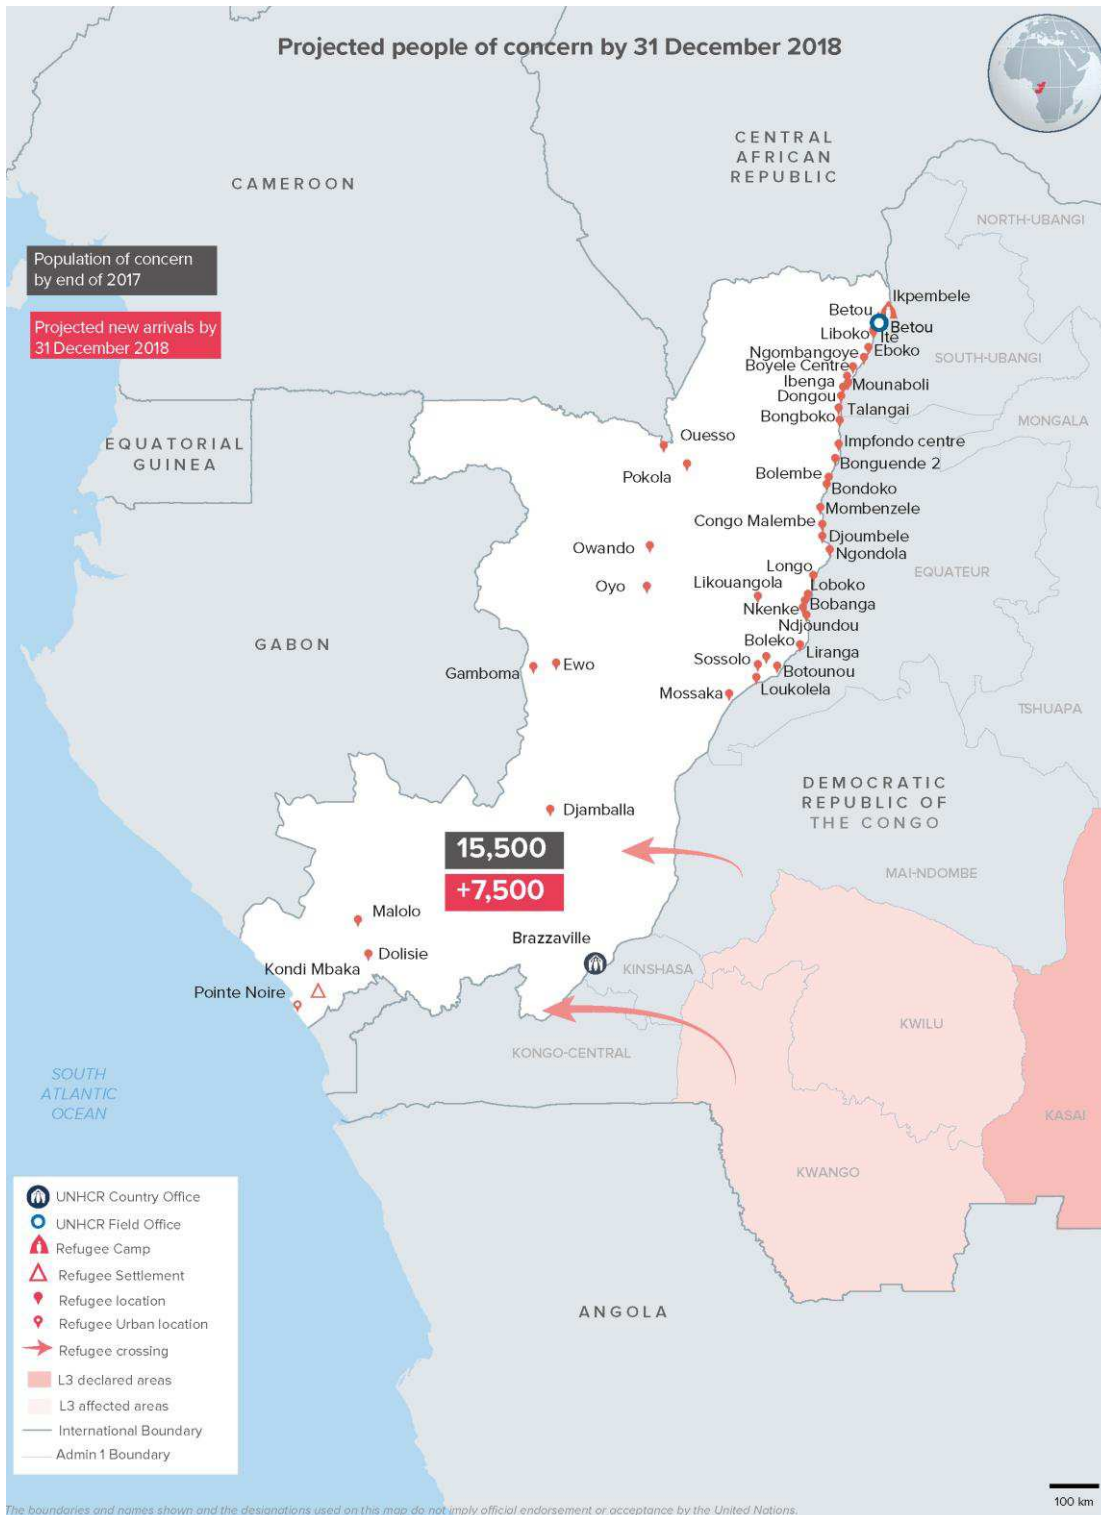 Projected people of concern by 31 December 2018
CENTRAL
AFRICAN
REPUBLIC
CAMEROON
NORTH-UBANGI
Population of concern
by end of 2017
Projected new arrivals by
31 December 2018
Ikpembele
Betou
Betou
Liboko
Ite
Eboko
Ngombangoye
SOUTH-UBANGI
Boyele Centre
Ibenga
Mounaboli
Dongou
Talangai
Bongboko
MONGALA
EQUATORIAL
GUINEA
Ouesso
Impfondo centre
Pokola
Bonguende 2
Bolembe
Bondoko
Mombenzele
Congo Malembe
Djoumbele
Owando
Ngondola
Longo
EQUATEUR
Oyo
Likouangola
Loboko
Nkenke
Bobanga
Ndjoundou
GABON
Boleko
Liranga
Sossolo
Gamboma
Ewo
Botounou
Mossaka
Loukolela
TSHUAPA
DEMOCRATIC
REPUBLIC OF
THE CONGO
Djamballa
15,500
+7,500
MAI-NDOMBE
Malolo
Brazzaville
Dolisie
Kondi Mbaka
KINSHASA
Pointe Noire
KWILU
KONGO-CENTRAL
SOUTH
ATLANTIC
OCEAN
KASAI
KWANGO
UNHCR Country Office
UNHCR Field Office
Refugee Camp
Refugee Settlement
Refugee location
Refugee Urban location
Refugee crossing
L3 declared areas
L3 affected areas
International Boundary
Admin 1 Boundary
ANGOLA
100 km
The boundaries and names shown and the designations used on this map do not imply official endorsement or acceptance by the United Nations.